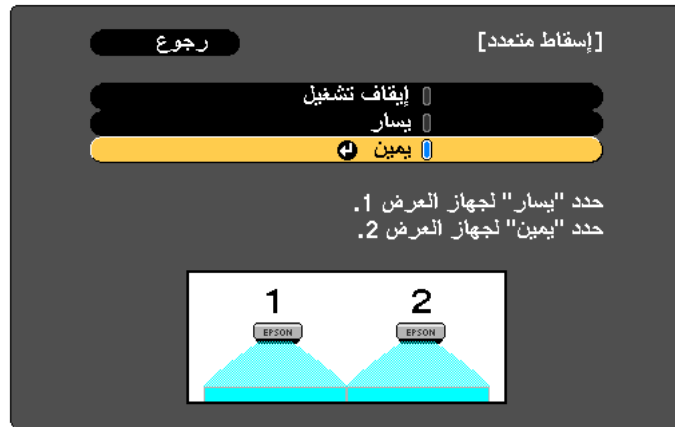 [إسقاط متعدد]
رجوع
إيقاف تشغيل
يسار
يمين
حدد "يسار" لجهاز العرض 1.
حدد "يمين" لجهاز العرض 2.
1 2
EPSON EPSON